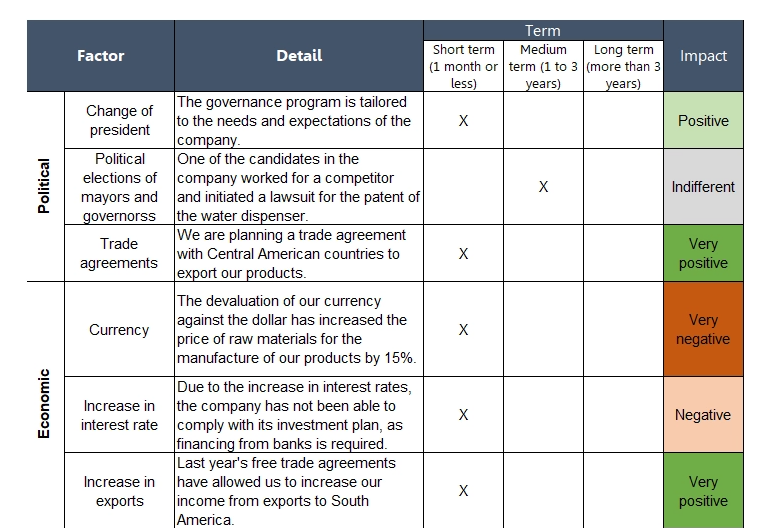 Factor
Detail
Term
Impact
Short term
(1 month or
less)
Medium
term (1 to 3
years)
Long term
(more than 3
years)
Political
Change of
president
The governance program is tailored
to the needs and expectations of the
company.
X
Positive
Political
elections of
mayors and
governorss
One of the candidates in the
company worked for a competitor
and initiated a lawsuit for the patent of
the water dispenser.
X
Indifferent
Trade
agreements
We are planning a trade agreement
with Central American countries to
export our products.
X
Very
positive
Economic
Currency
The devaluation of our currency
against the dollar has increased the
price of raw materials for the
manufacture of our products by 15%.
X
Very
negative
Increase in
interest rate
Due to the increase in interest rates,
the company has not been able to
comply with its investment plan, as
financing from banks is required.
X
Negative
Increase in
exports
Last year's free trade agreements
have allowed us to increase our
income from exports to South
America.
X
Very
positive